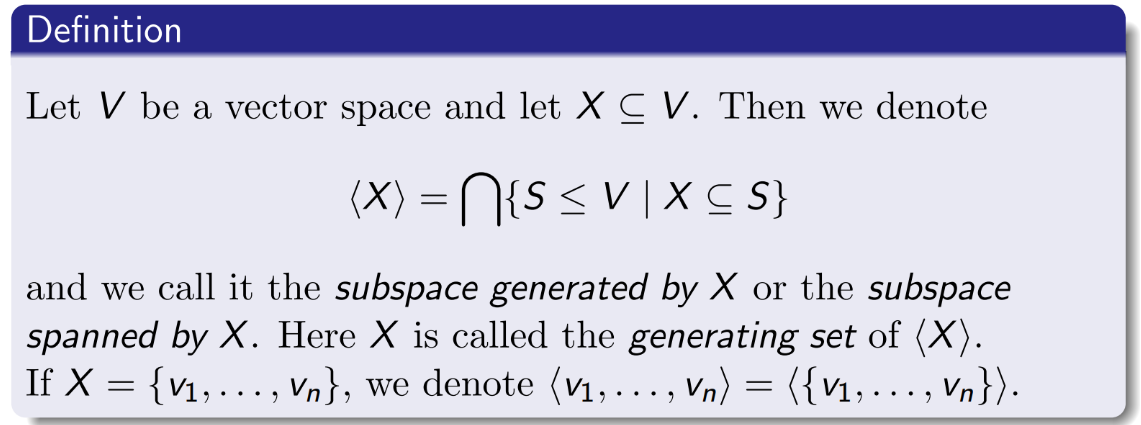 Definition
Let V be a vector space and let X ⊆ V. Then we denote
⟨X⟩ = ⋂{S ≤ V | X ⊆ S}
and we call it the subspace generated by X or the subspace
spanned by X. Here X is called the generating set of ⟨X⟩.
If X = {v₁, . . . , vₙ}, we denote ⟨v₁, . . . , vₙ⟩ = ⟨{v₁, . . . , vₙ}⟩.